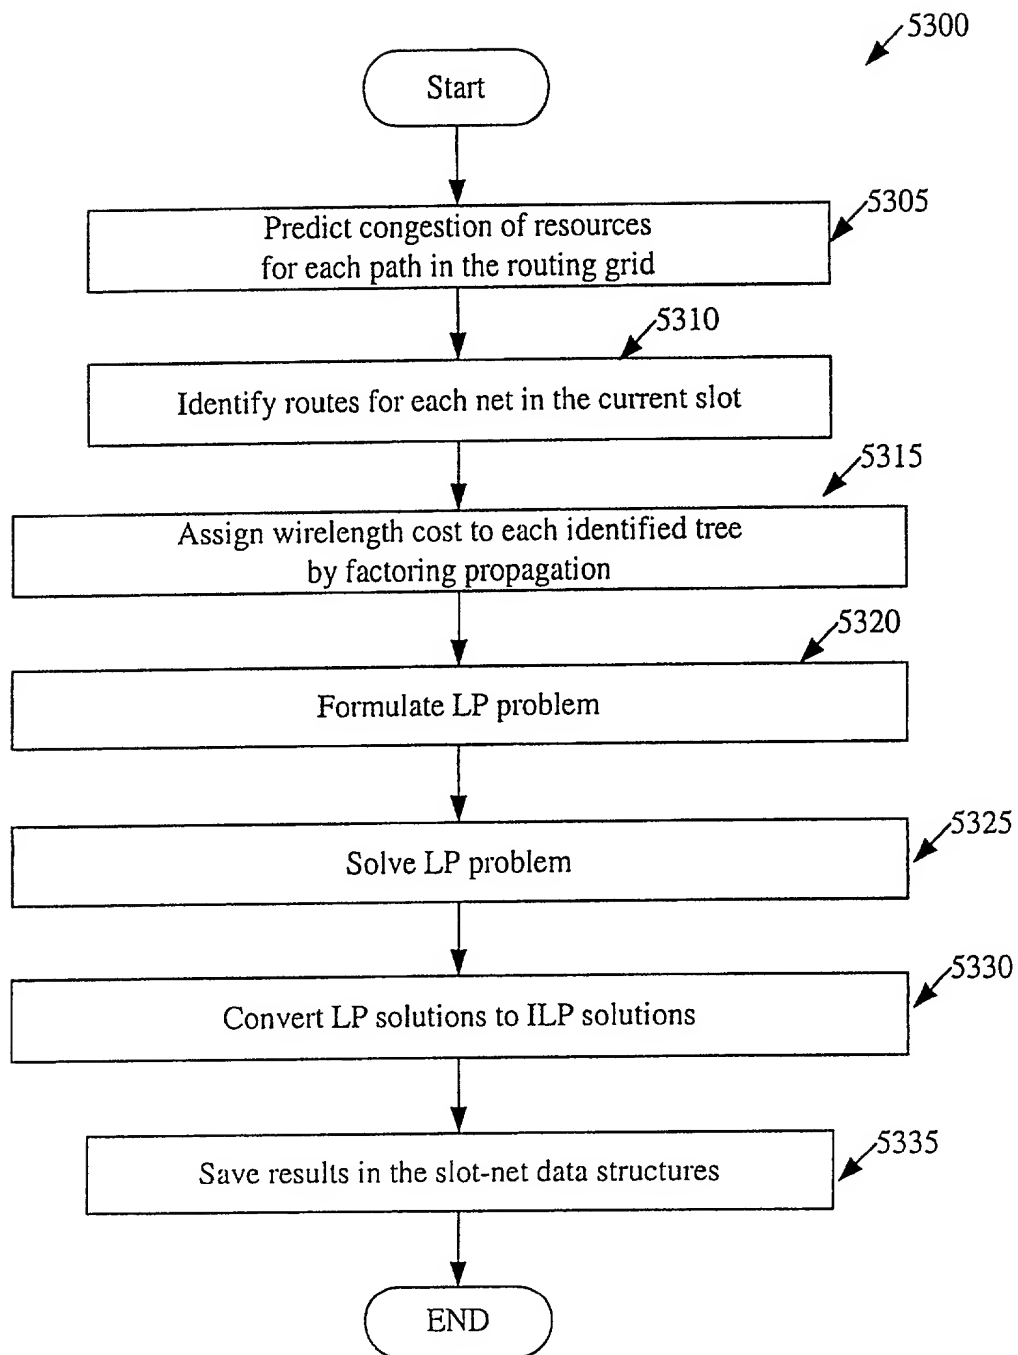 5300
Start
5305
Predict congestion of resources
for each path in the routing grid
5310
Identify routes for each net in the current slot
5315
Assign wirelength cost to each identified tree
by factoring propagation
5320
Formulate LP problem
5325
Solve LP problem
5330
Convert LP solutions to ILP solutions
5335
Save results in the slot-net data structures
END